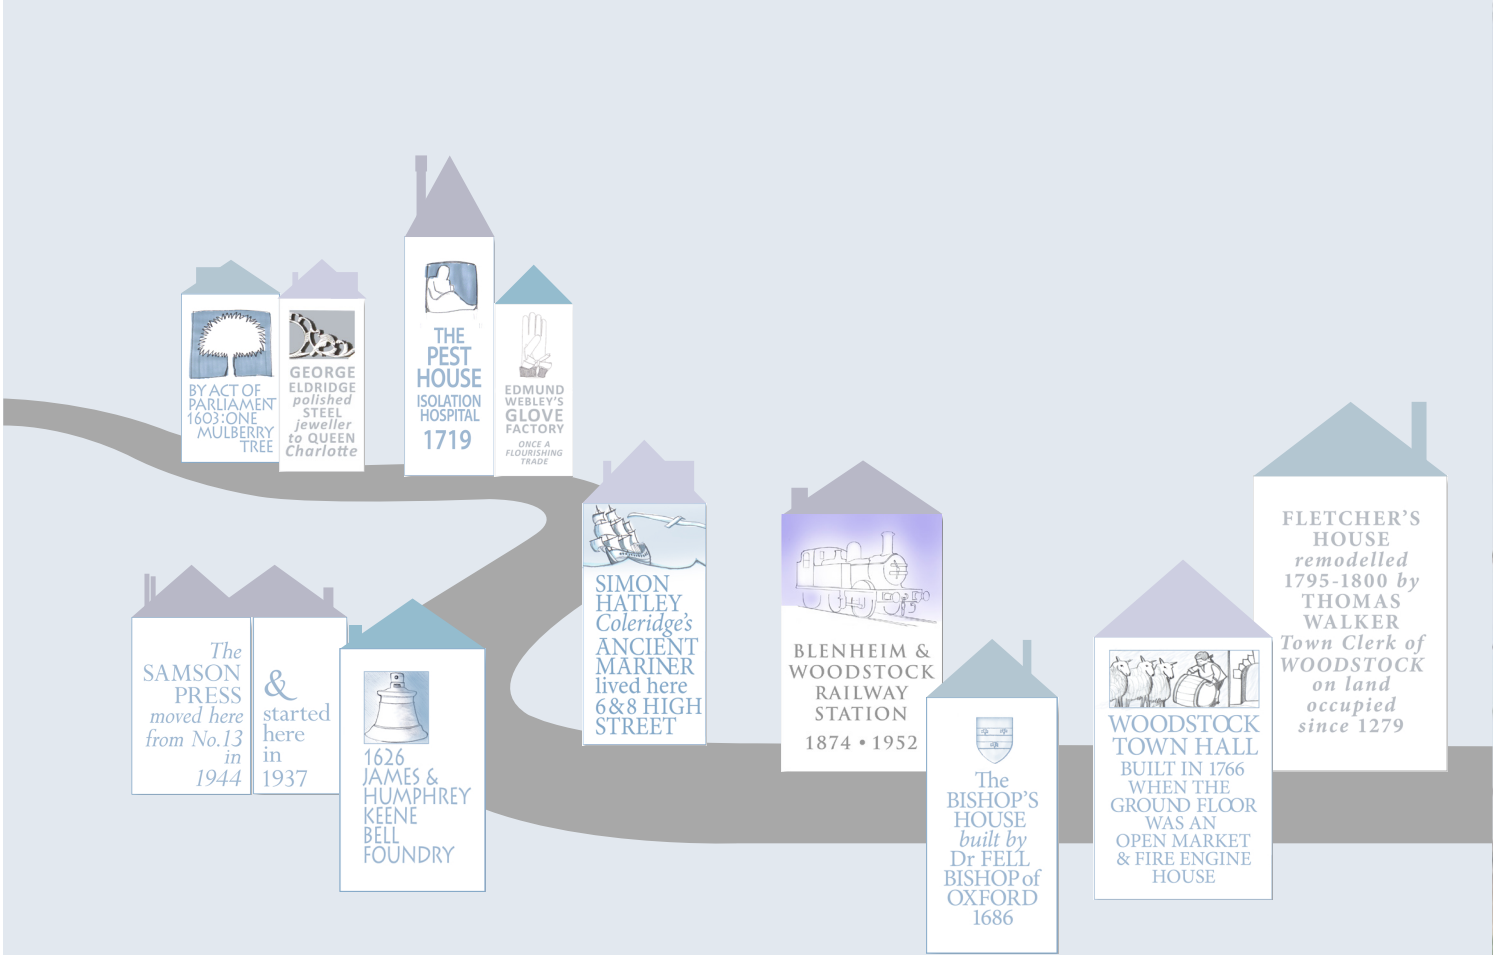 BY ACT OF
PARLIAMENT
1603:ONE
MULBERRY
TREE
GEORGE
ELDRIDGE
polished
STEEL
jeweller
to QUEEN
Charlotte
THE
PEST
HOUSE
ISOLATION
HOSPITAL
1719
EDMUND
WEBLEY'S
GLOVE
FACTORY
ONCE A
FLOURISHING
TRADE
SIMON
HATLEY
Coleridge's
ANCIENT
MARINER
lived here
6&8 HIGH
STREET
BLENHEIM &
WOODSTOCK
RAILWAY
STATION
1874 • 1952
FLETCHER'S
HOUSE
remodelled
1795-1800 by
THOMAS
WALKER
Town Clerk of
WOODSTOCK
on land
occupied
since 1279
The
SAMSON
PRESS
moved here
from No.13
in
1944
&
started
here
in
1937
1626
JAMES &
HUMPHREY
KEENE
BELL
FOUNDRY
The
BISHOP'S
HOUSE
built by
Dr FELL
BISHOP of
OXFORD
1686
WOODSTOCK
TOWN HALL
BUILT IN 1766
WHEN THE
GROUND FLOOR
WAS AN
OPEN MARKET
& FIRE ENGINE
HOUSE